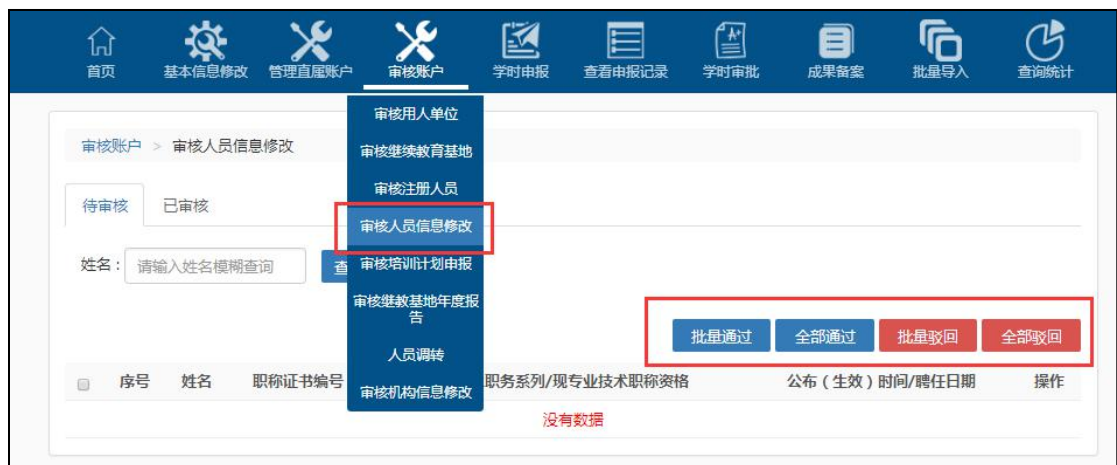 首页 基本信息修改 管理直属账户 审核账户 学时申报 查看申报记录 学时审批 成果备案 批量导入 查询统计
审核用人单位
审核账户 > 审核人员信息修改
审核继续教育基地
审核注册人员
待审核 已审核
审核人员信息修改
姓名： 请输入姓名模糊查询 查
审核培训计划申报
审核继教基地年度报
告
批量通过 全部通过 批量驳回 全部驳回
人员调转
序号 姓名 职称证书编号 职务系列/现专业技术职称资格 公布（生效）时间/聘任日期 操作
审核机构信息修改
没有数据